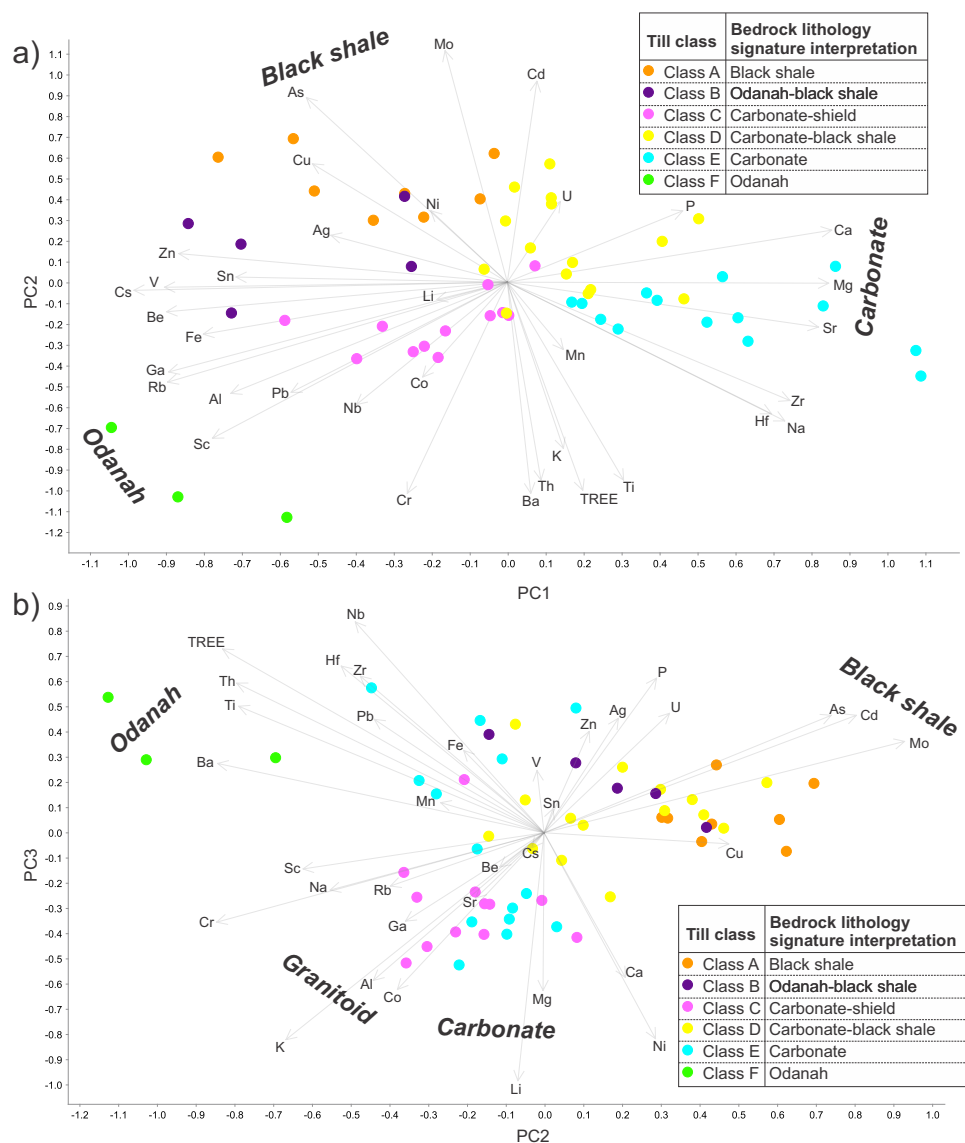 a)
Black shale
Till class
Bedrock lithology
signature interpretation
Class A Black shale
Class B Odanah-black shale
Class C Carbonate-shield
Class D Carbonate-black shale
Class E Carbonate
Class F Odanah
Mo
Cd
As
Cu
Ni
U
P
Ag
Ca
Zn
Sn
V
Cs
Li
Mg
Be
Fe
Sr
Mn
Ga
Rb
Al
Pb
Co
Nb
Zr
Hf
Na
Sc
K
Th
Ti
Cr
Ba
TREE
Carbonate
Odanah
PC2
1.1
1.0
0.9
0.8
0.7
0.6
0.5
0.4
0.3
0.2
0.1
0.0
-0.1
-0.2
-0.3
-0.4
-0.5
-0.6
-0.7
-0.8
-0.9
-1.0
-1.1
-1.2
-1.1 -1.0 -0.9 -0.8 -0.7 -0.6 -0.5 -0.4 -0.3 -0.2 -0.1 0.0 0.1 0.2 0.3 0.4 0.5 0.6 0.7 0.8 0.9 1.0 1.1
PC1
b)
Nb
TREE
Hf
Zr
Th
Ti
Pb
P
Ag
U
Zn
As
Cd
Mo
Fe
Ba
V
Mn
Sn
Cu
Cs
Be
Sc
Na
Rb
Sr
Ga
Cr
Al
Co
Ca
Mg
K
Ni
Li
Odanah
Black shale
Granitoid
Carbonate
PC3
0.9
0.8
0.7
0.6
0.5
0.4
0.3
0.2
0.1
0.0
-0.1
-0.2
-0.3
-0.4
-0.5
-0.6
-0.7
-0.8
-0.9
-1.0
-1.2 -1.1 -1.0 -0.9 -0.8 -0.7 -0.6 -0.5 -0.4 -0.3 -0.2 -0.1 0.0 0.1 0.2 0.3 0.4 0.5 0.6 0.7 0.8 0.9 1.0
PC2
Till class
Bedrock lithology
signature interpretation
Class A Black shale
Class B Odanah-black shale
Class C Carbonate-shield
Class D Carbonate-black shale
Class E Carbonate
Class F Odanah